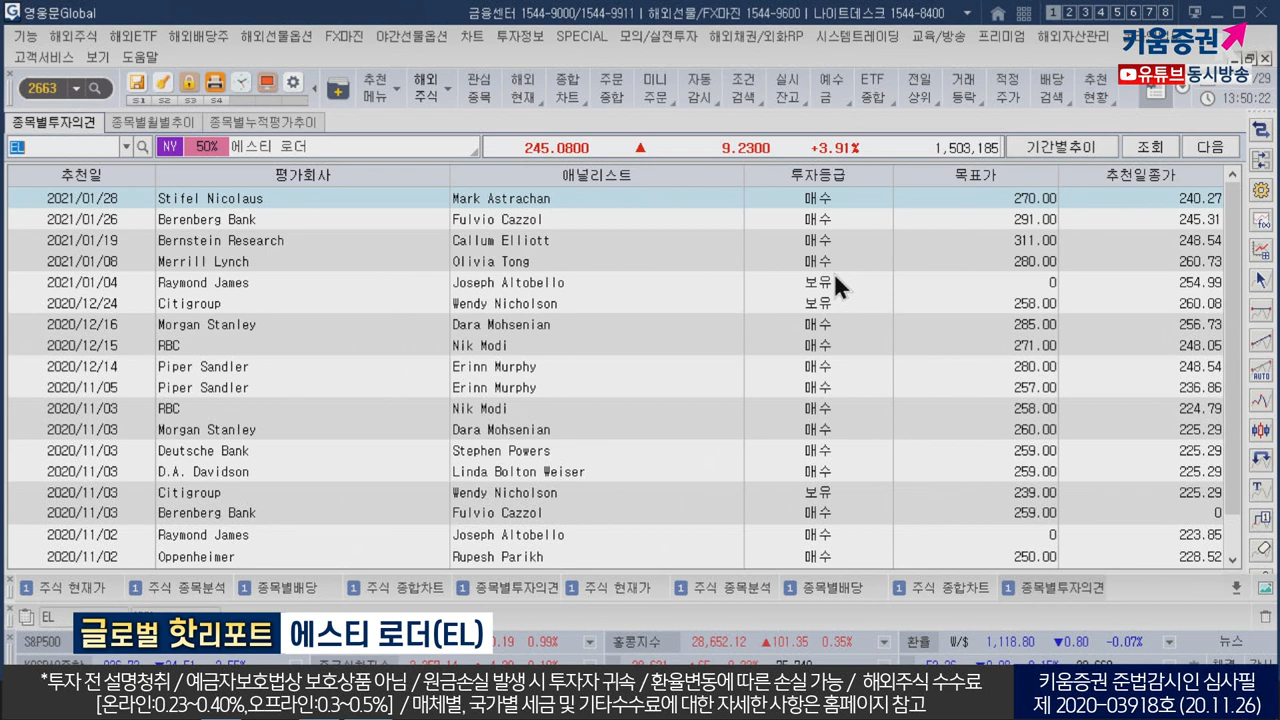 영웅문Global 금융센터 1544-9000/1544-9911 | 해외선물/FX마진 1544-9600 | 나이트데스크 1544-8400 1 2 3 4 5 6 7 8
기능 해외주식 해외ETF 해외배당주 해외선물옵션 FX마진 야간선물옵션 차트 투자정보 SPECIAL 모의/실전투자 해외채권/외화RP 시스템트레이딩 교육/방송 프리미엄 해외자산관리
키움증권
고객서비스 보기 도움말
유튜브 동시방송
2663 S1 S2 S3 S4
추천메뉴 해외주식 관심종목 해외현재 종합차트 주문종합 미니주문 자동감시 조건검색 실시잔고 예수금 ETF종합 전일상위 거래등락 적정주가 배당검색 추천현황
13:50:22
종목별투자의견 종목별월별추이 종목별누적평가추이
EL NY 50% 에스티 로더 245.0800 ▲ 9.2300 +3.91% 1,503,185 기간별추이 조회 다음
추천일 평가회사 애널리스트 투자등급 목표가 추천일종가
2021/01/28 Stifel Nicolaus Mark Astrachan 매수 270.00 240.27
2021/01/26 Berenberg Bank Fulvio Cazzol 매수 291.00 245.31
2021/01/19 Bernstein Research Callum Elliott 매수 311.00 248.54
2021/01/08 Merrill Lynch Olivia Tong 매수 280.00 260.73
2021/01/04 Raymond James Joseph Altobello 보유 0 254.99
2020/12/24 Citigroup Wendy Nicholson 보유 258.00 260.08
2020/12/16 Morgan Stanley Dara Mohsenian 매수 285.00 256.73
2020/12/15 RBC Nik Modi 매수 271.00 248.05
2020/12/14 Piper Sandler Erinn Murphy 매수 280.00 248.54
2020/11/05 Piper Sandler Erinn Murphy 매수 257.00 236.86
2020/11/03 RBC Nik Modi 매수 258.00 224.79
2020/11/03 Morgan Stanley Dara Mohsenian 매수 260.00 225.29
2020/11/03 Deutsche Bank Stephen Powers 매수 259.00 225.29
2020/11/03 D.A. Davidson Linda Bolton Weiser 매수 259.00 225.29
2020/11/03 Citigroup Wendy Nicholson 보유 239.00 225.29
2020/11/03 Berenberg Bank Fulvio Cazzol 매수 259.00 0
2020/11/02 Raymond James Joseph Altobello 매수 0 223.85
2020/11/02 Oppenheimer Rupesh Parikh 매수 250.00 228.52
1 주식 현재가 1 주식 종목분석 1 종목별배당 1 주식 종합차트 1 종목별투자의견 1 주식 현재가 1 주식 종목분석 1 종목별배당 1 주식 종합차트 1 종목별투자의견
EL
글로벌 핫리포트 에스티 로더(EL)
S&P500 0.99% 홍콩지수 28,652.12 ▲101.35 0.35% 환율 W/$ 1,118.80 ▼0.80 -0.07% 뉴스
*투자 전 설명청취 / 예금자보호법상 보호상품 아님 / 원금손실 발생 시 투자자 귀속 / 환율변동에 따른 손실 가능 / 해외주식 수수료
[온라인:0.23~0.40%,오프라인:0.3~0.5%] / 매체별, 국가별 세금 및 기타수수료에 대한 자세한 사항은 홈페이지 참고
키움증권 준법감시인 심사필
제 2020-03918호 (20.11.26)